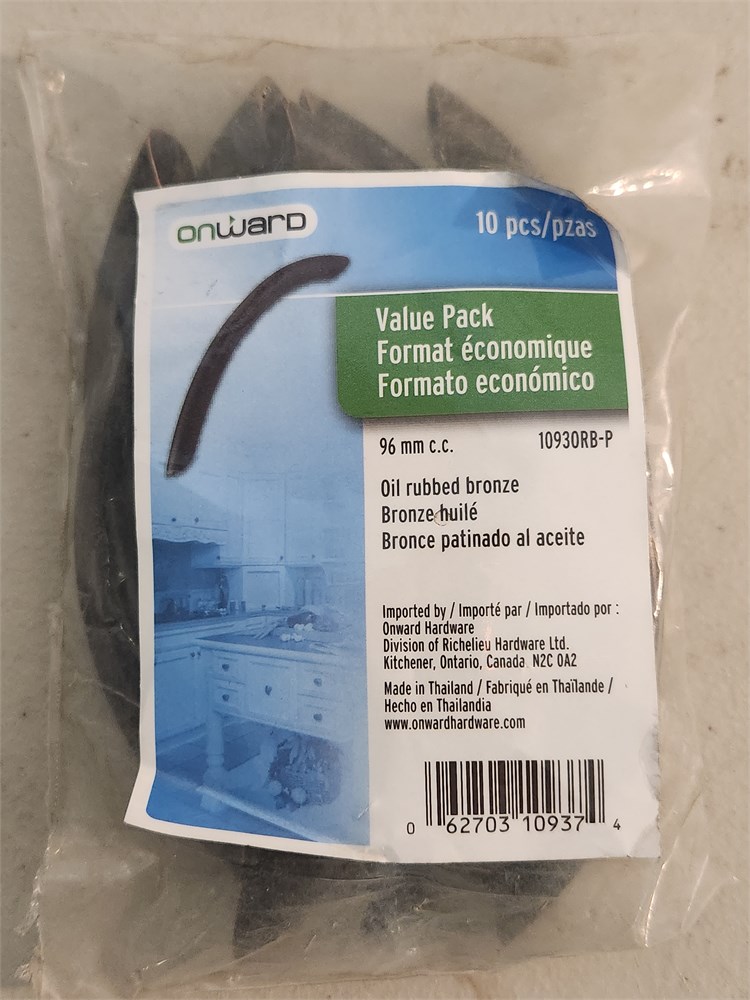 onward
10 pcs/pzas
Value Pack
Format économique
Formato económico
96 mm c.c. 10930RB-P
Oil rubbed bronze
Bronze huilé
Bronce patinado al aceite
Imported by / Importé par / Importado por :
Onward Hardware
Division of Richelieu Hardware Ltd.
Kitchener, Ontario, Canada N2C 0A2
Made in Thailand / Fabriqué en Thaïlande /
Hecho en Thailandia
www.onwardhardware.com
0 62703 10937 4